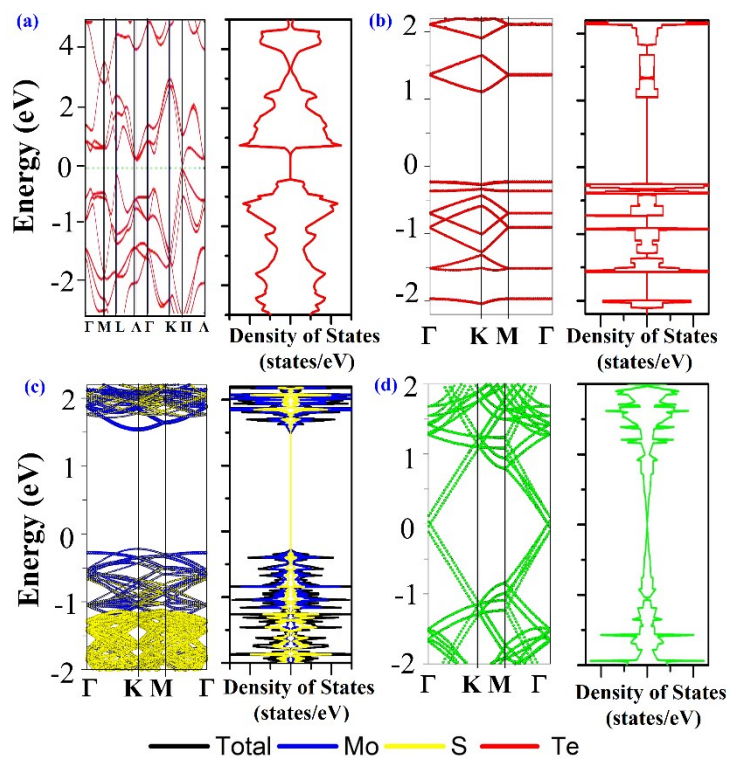 (a)
Energy (eV)
4
2
0
-1
-2
Γ M L A Γ K H A
Density of States
(states/eV)
(b)
2
1
0
-1
-2
Γ K M Γ
Density of States
(states/eV)
(c)
Energy (eV)
2
1
0
-1
-2
Γ K M Γ
Density of States
(states/eV)
(d)
2
1
0
-1
-2
Γ K M Γ
Density of States
(states/eV)
Total Mo S Te